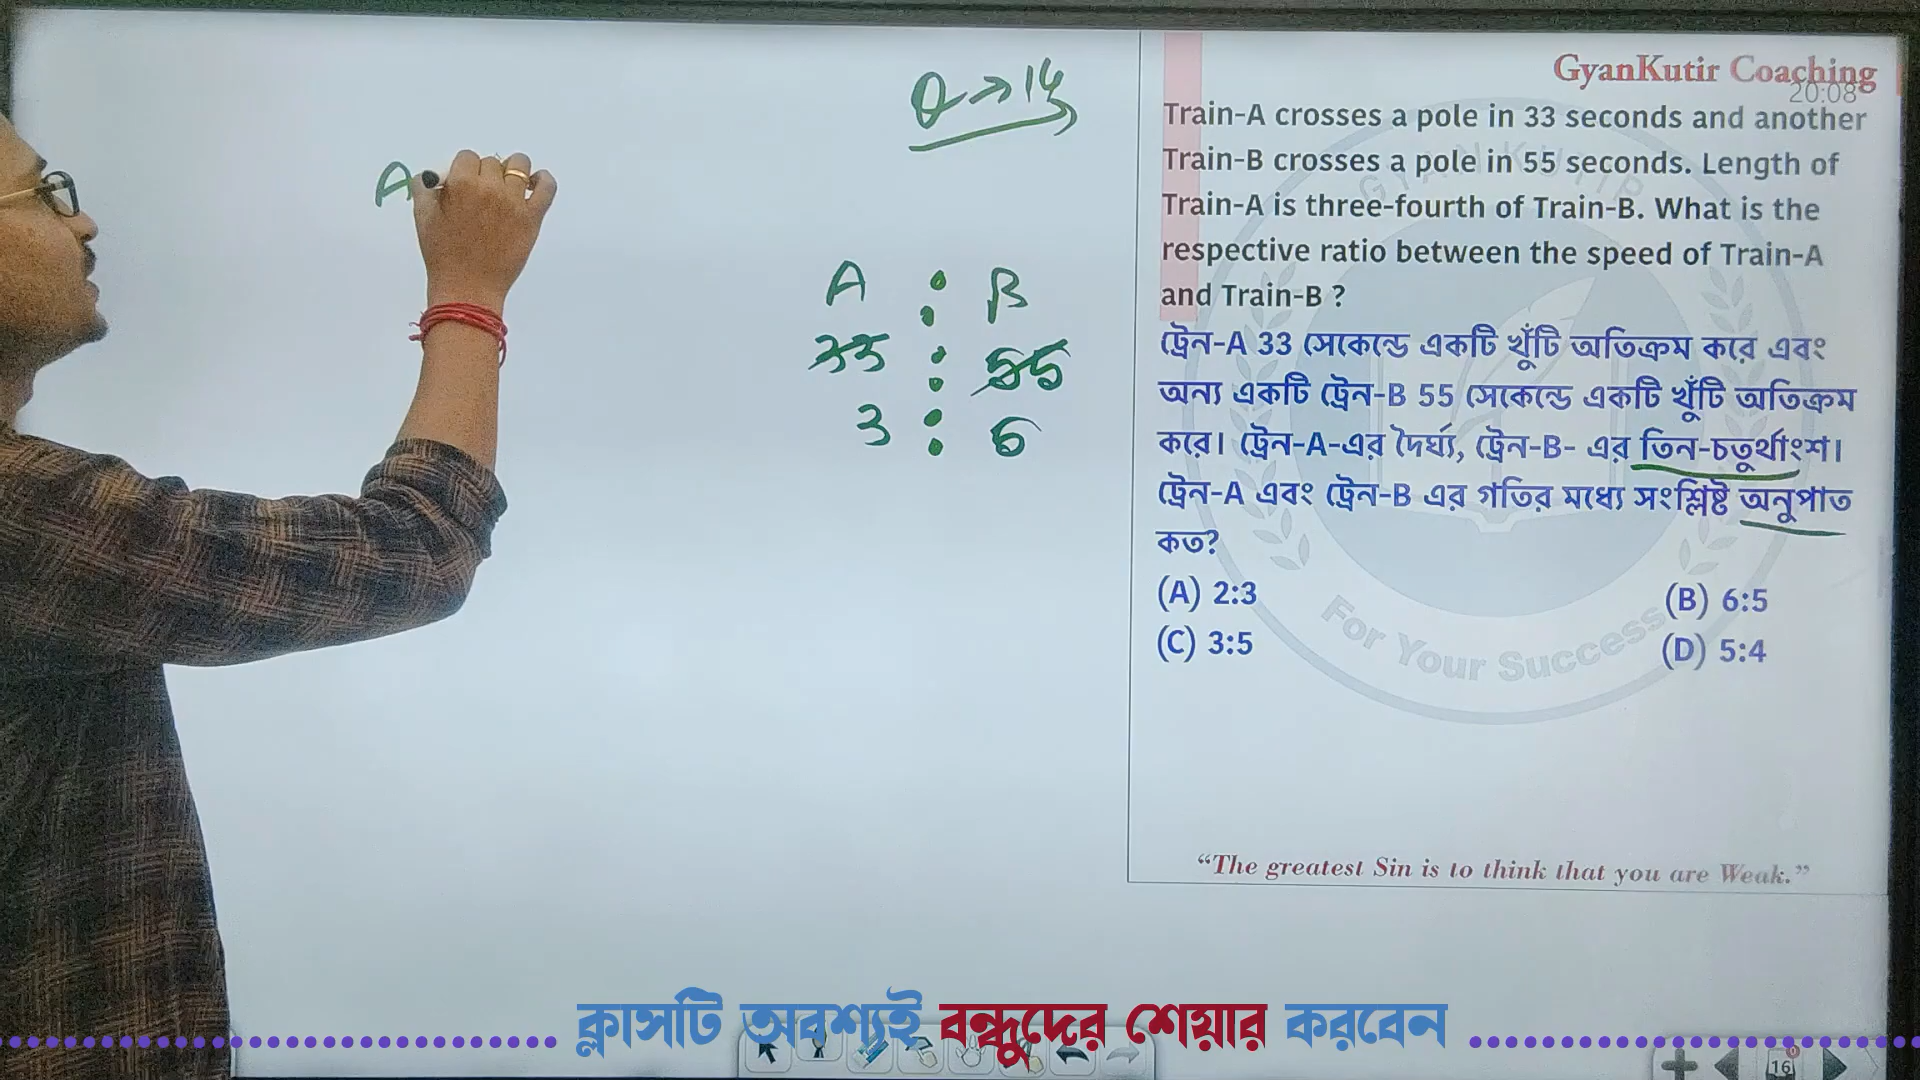 Q → 14
A
A : B
33 : 55
3 : 5
GyanKutir Coaching
20:08
Train-A crosses a pole in 33 seconds and another
Train-B crosses a pole in 55 seconds. Length of
Train-A is three-fourth of Train-B. What is the
respective ratio between the speed of Train-A
and Train-B ?
ট্রেন-A 33 সেকেন্ডে একটি খুঁটি অতিক্রম করে এবং
অন্য একটি ট্রেন-B 55 সেকেন্ডে একটি খুঁটি অতিক্রম
করে। ট্রেন-A-এর দৈর্ঘ্য, ট্রেন-B- এর তিন-চতুর্থাংশ।
ট্রেন-A এবং ট্রেন-B এর গতির মধ্যে সংশ্লিষ্ট অনুপাত
কত?
(A) 2:3 (B) 6:5
(C) 3:5 (D) 5:4
GYAN KUTIR
For Your Success
“The greatest Sin is to think that you are Weak.”
ক্লাসটি অবশ্যই বন্ধুদের শেয়ার করবেন
16